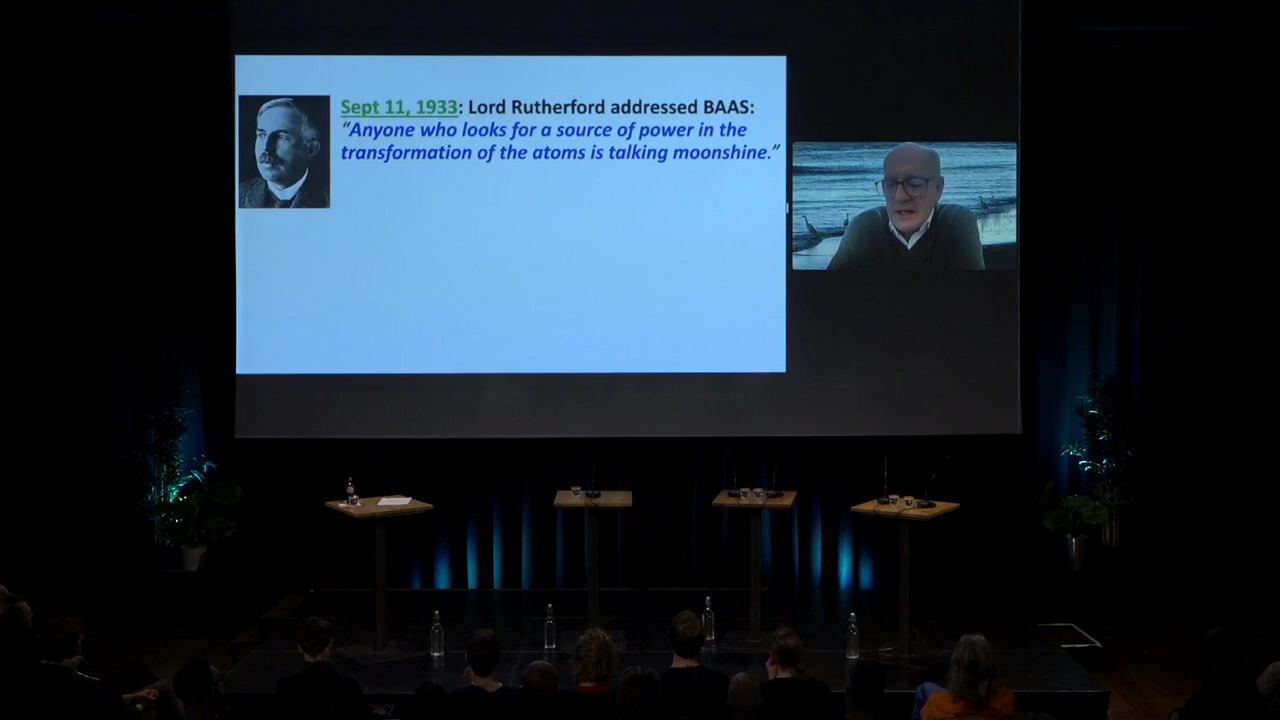 Sept 11, 1933: Lord Rutherford addressed BAAS:
“Anyone who looks for a source of power in the
transformation of the atoms is talking moonshine.”